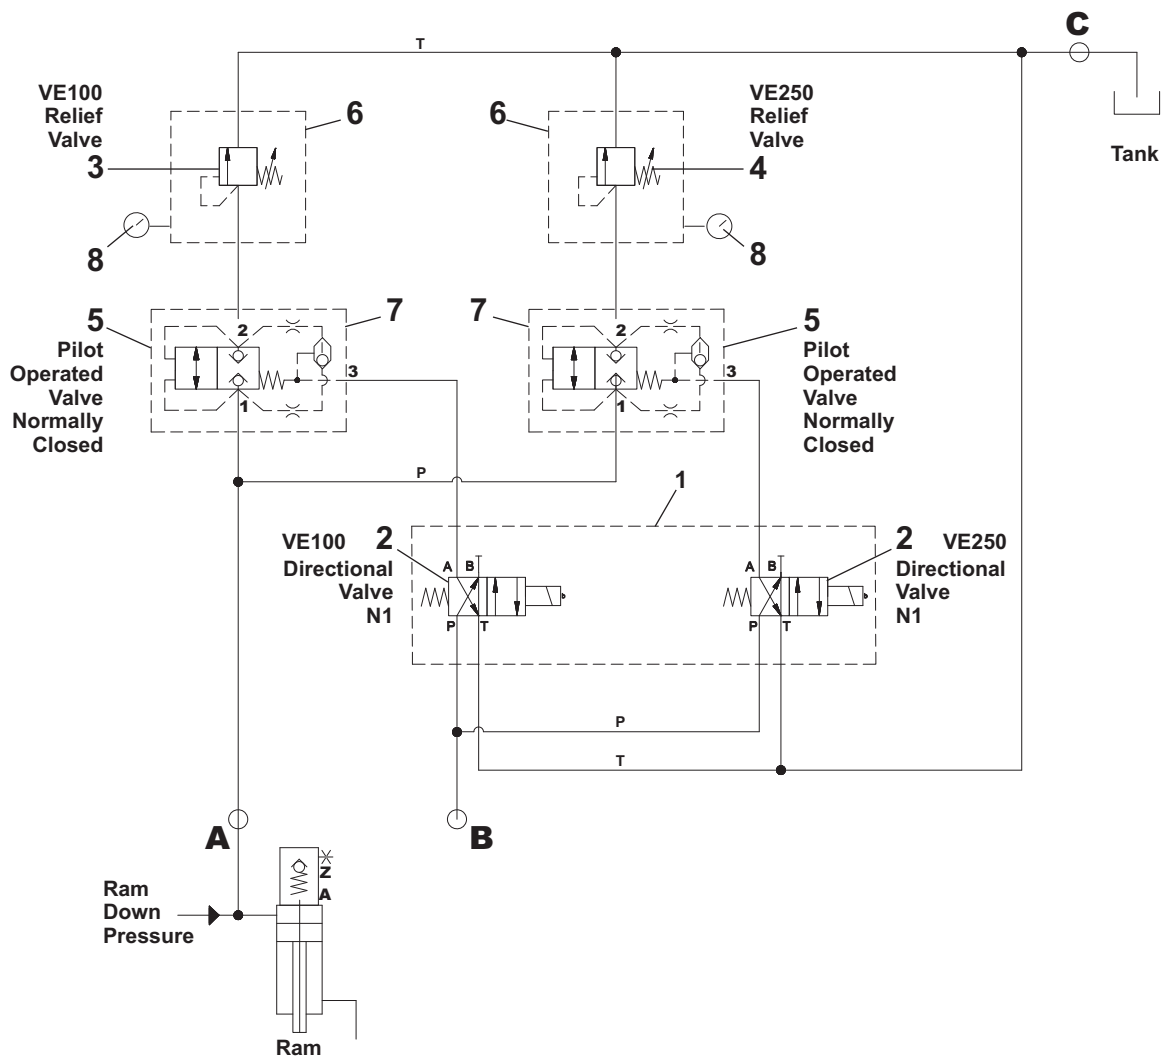 C
T
VE100
Relief
Valve
3
6
6
VE250
Relief
Valve
4
Tank
8
8
5
Pilot
Operated
Valve
Normally
Closed
7
2
3
1
7
2
3
1
5
Pilot
Operated
Valve
Normally
Closed
P
1
VE100 2
Directional
Valve
N1
A B
P T
2 VE250
Directional
Valve
N1
A B
P T
P
T
A
B
Z
A
Ram
Down
Pressure
Ram